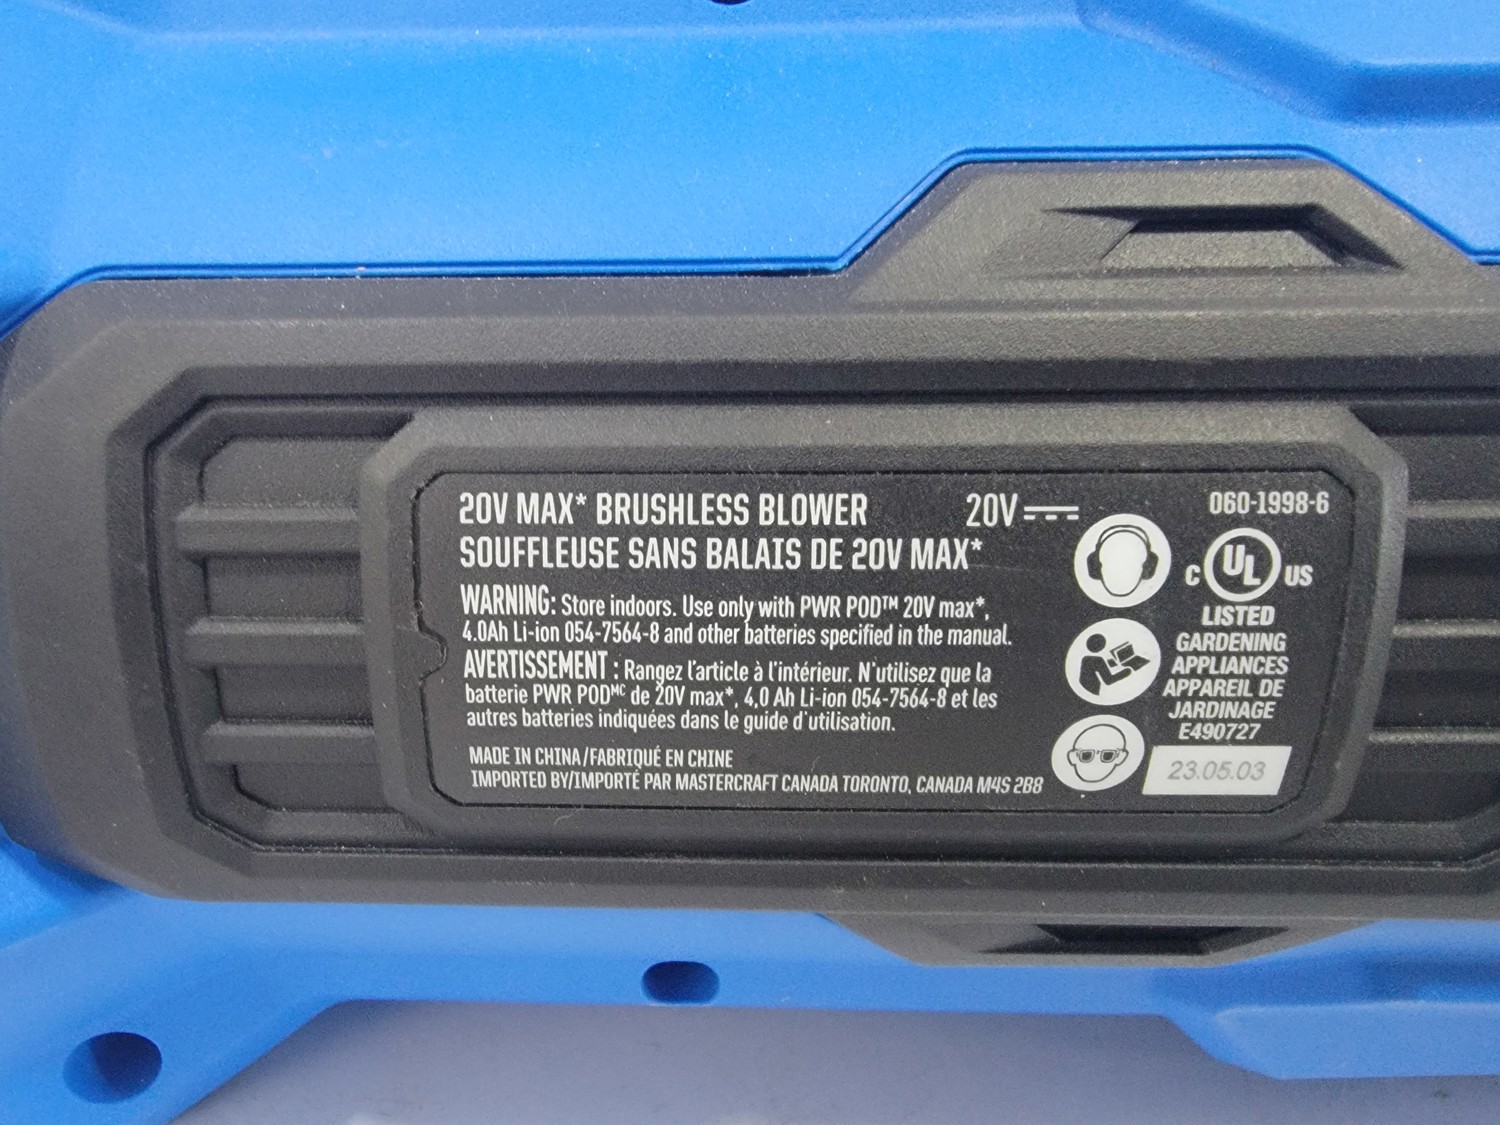 20V MAX* BRUSHLESS BLOWER
20V
060-1998-6
SOUFFLEUSE SANS BALAIS DE 20V MAX*
WARNING: Store indoors. Use only with PWR POD™ 20V max*,
4.0Ah Li-ion 054-7564-8 and other batteries specified in the manual.
AVERTISSEMENT : Rangez l'article à l'intérieur. N'utilisez que la
batterie PWR POD​ᴹᶜ de 20V max*, 4,0 Ah Li-ion 054-7564-8 et les
autres batteries indiquées dans le guide d'utilisation.
MADE IN CHINA/FABRIQUÉ EN CHINE
IMPORTED BY/IMPORTÉ PAR MASTERCRAFT CANADA TORONTO, CANADA M4S 2B8
C UL US
LISTED
GARDENING
APPLIANCES
APPAREIL DE
JARDINAGE
E490727
23.05.03